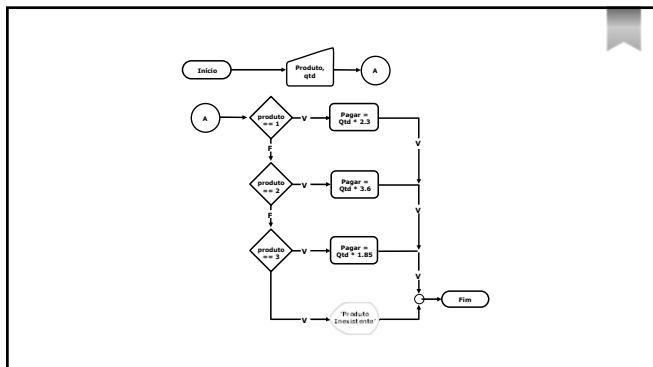 Início
Produto,
qtd
A
A
produto
== 1
V
Pagar =
Qtd * 2.3
V
F
produto
== 2
V
Pagar =
Qtd * 3.6
V
F
produto
== 3
V
Pagar =
Qtd * 1.85
V
Fim
V
'Produto
Inexistente'